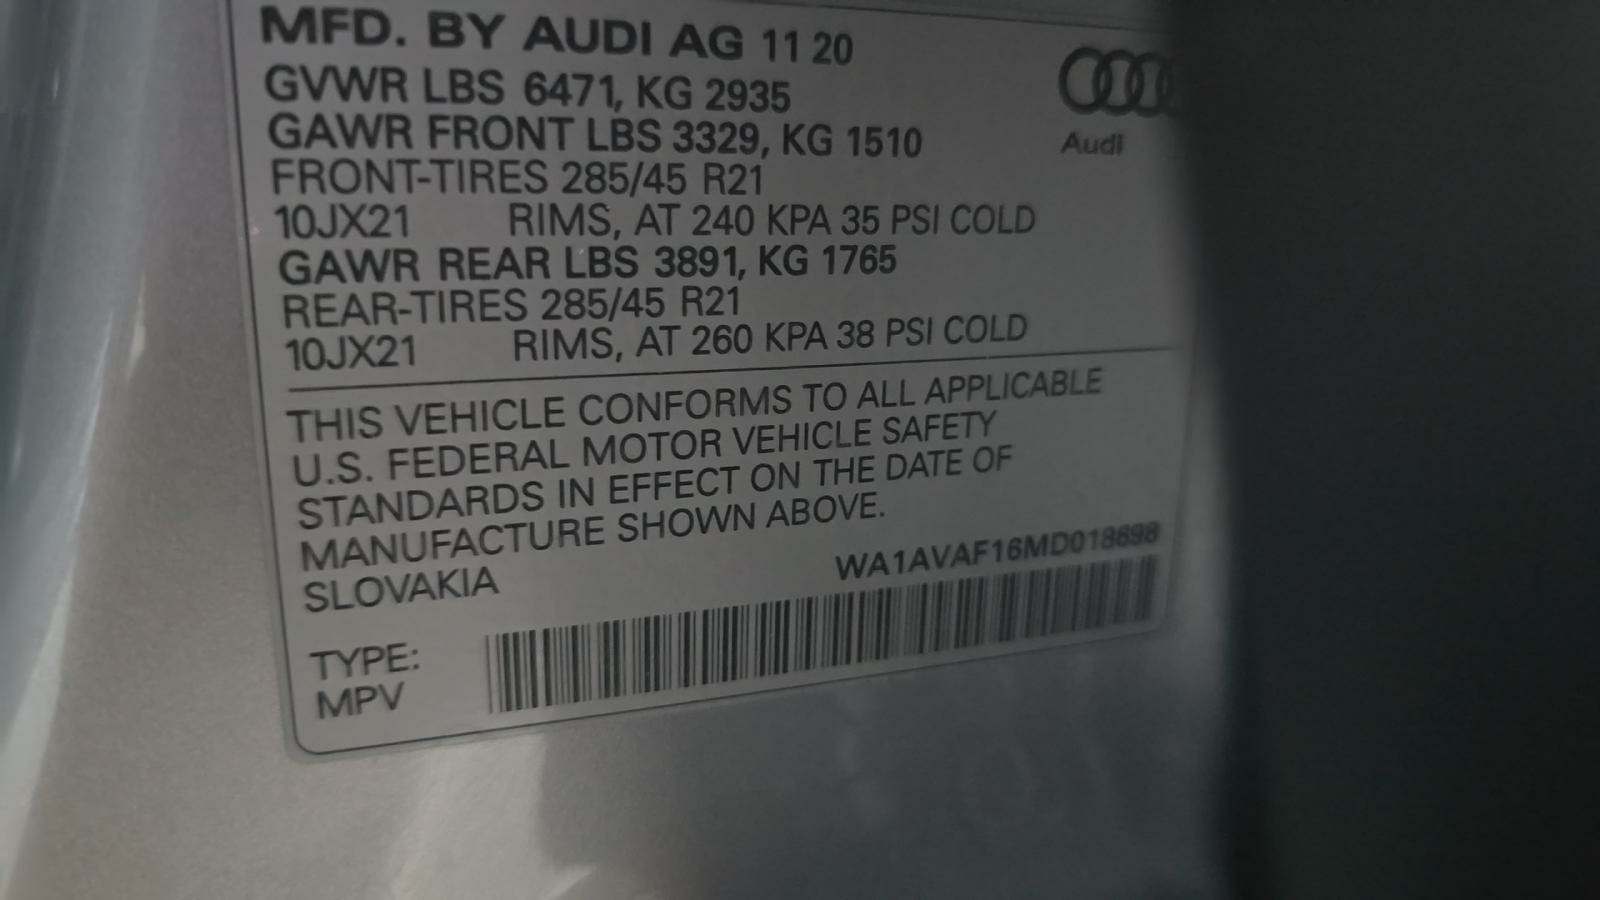 MFD. BY AUDI AG 11 20
GVWR LBS 6471, KG 2935
GAWR FRONT LBS 3329, KG 1510
Audi
FRONT-TIRES 285/45 R21
10JX21 RIMS, AT 240 KPA 35 PSI COLD
GAWR REAR LBS 3891, KG 1765
REAR-TIRES 285/45 R21
10JX21 RIMS, AT 260 KPA 38 PSI COLD
THIS VEHICLE CONFORMS TO ALL APPLICABLE
U.S. FEDERAL MOTOR VEHICLE SAFETY
STANDARDS IN EFFECT ON THE DATE OF
MANUFACTURE SHOWN ABOVE.
SLOVAKIA
WA1AVAF16MD018698
TYPE:
MPV